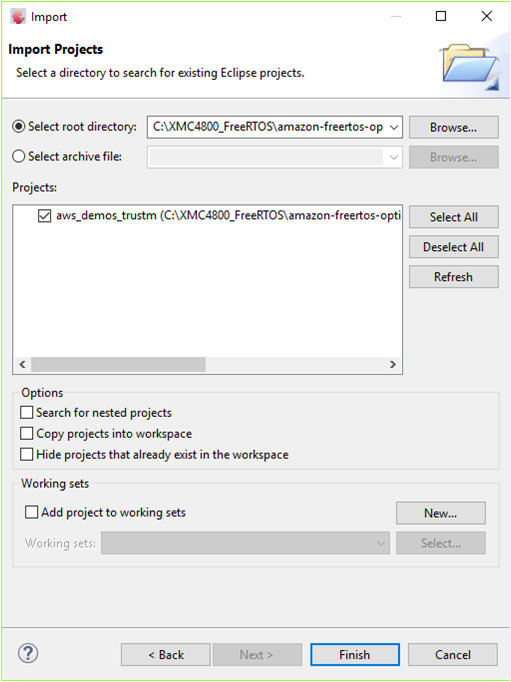 Import
Import Projects
Select a directory to search for existing Eclipse projects.
Select root directory: C:\XMC4800_FreeRTOS\amazon-freertos-op Browse...
Select archive file: Browse...
Projects:
aws_demos_trustm (C:\XMC4800_FreeRTOS\amazon-freertos-opti
Select All
Deselect All
Refresh
Options
Search for nested projects
Copy projects into workspace
Hide projects that already exist in the workspace
Working sets
Add project to working sets New...
Working sets: Select...
? < Back Next > Finish Cancel